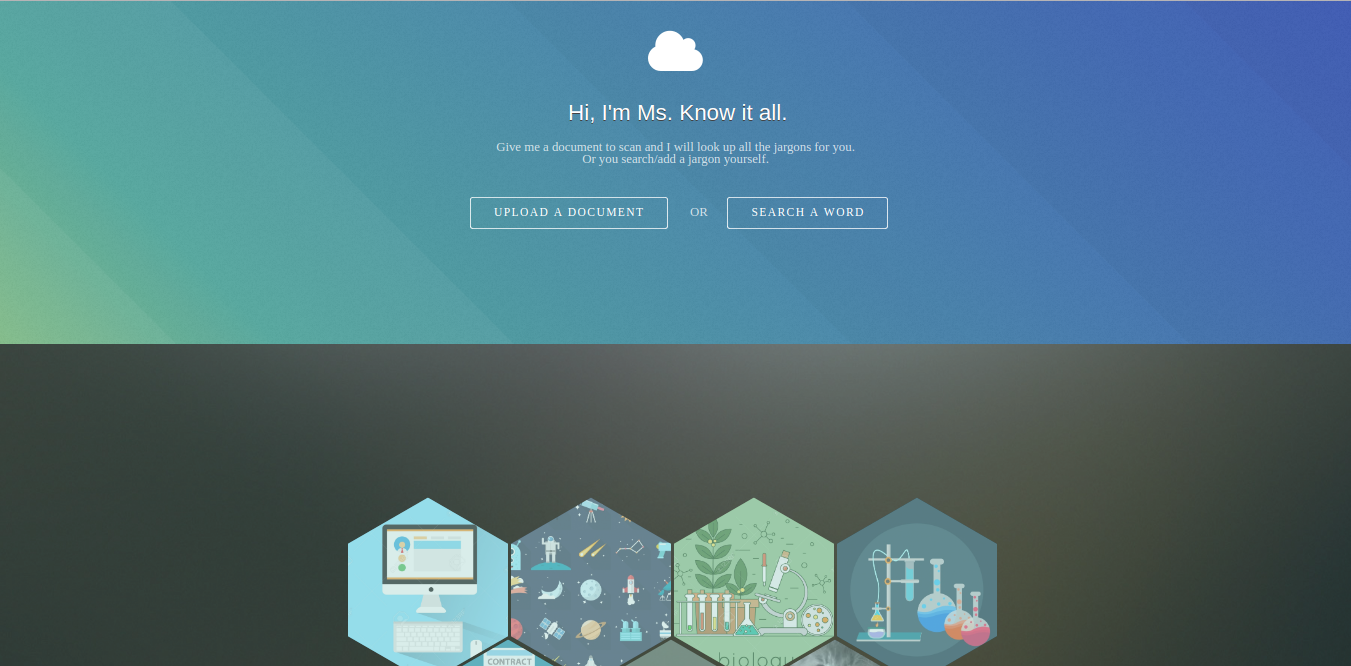 Hi, I'm Ms. Know it all.
Give me a document to scan and I will look up all the jargons for you.
Or you search/add a jargon yourself.
UPLOAD A DOCUMENT OR SEARCH A WORD
biology
CONTRACT